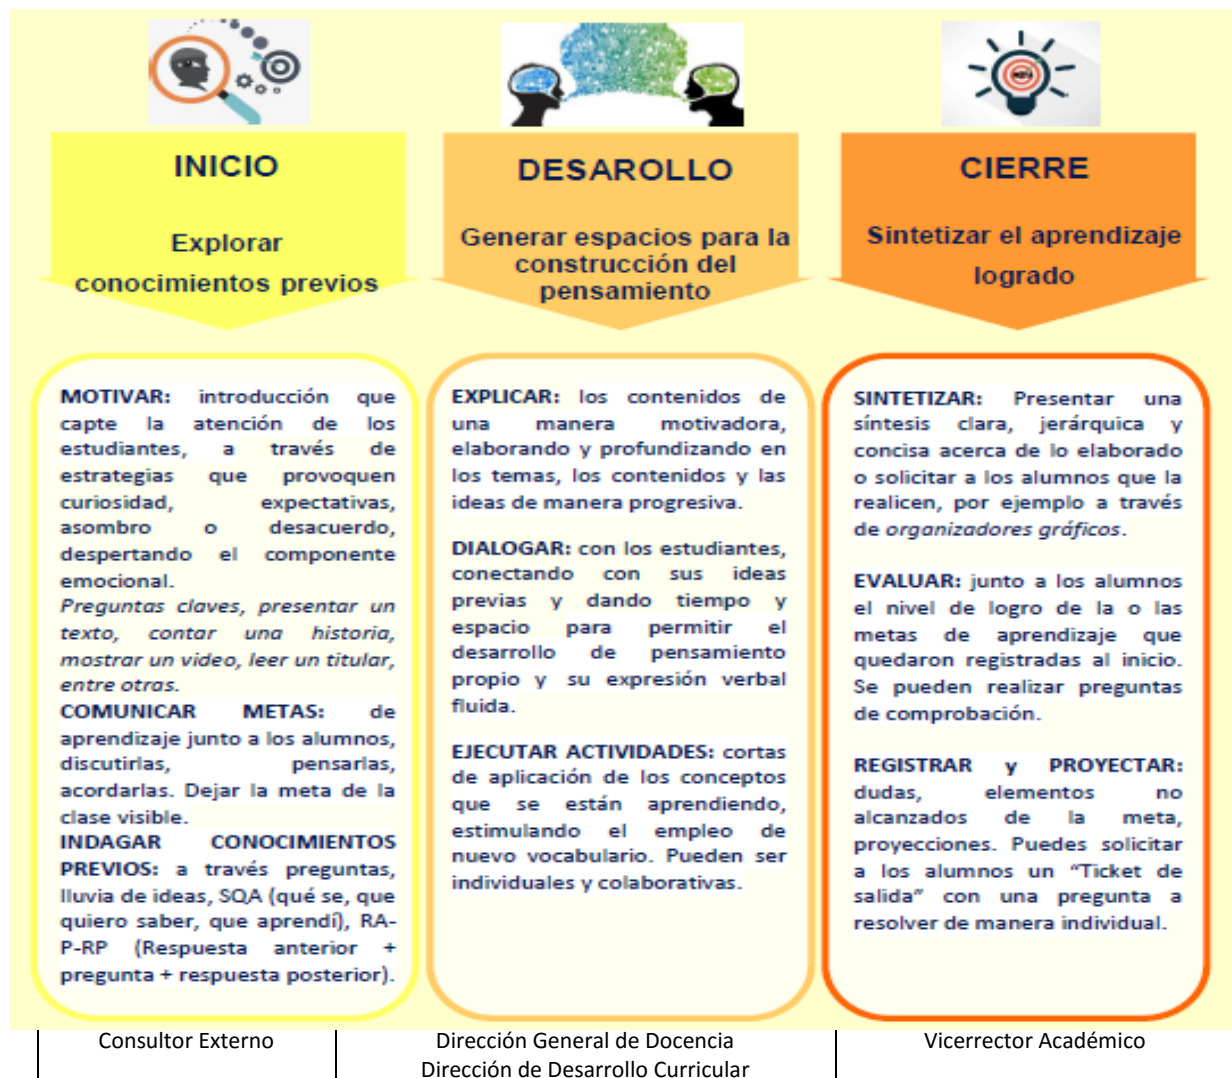 INICIO
Explorar
conocimientos previos
MOTIVAR: introducción que
capte la atención de los
estudiantes, a través de
estrategias que provoquen
curiosidad, expectativas,
asombro o desacuerdo,
despertando el componente
emocional.
Preguntas claves, presentar un
texto, contar una historia,
mostrar un video, leer un titular,
entre otras.
COMUNICAR METAS: de
aprendizaje junto a los alumnos,
discutirlas, pensarlas,
acordarlas. Dejar la meta de la
clase visible.
INDAGAR CONOCIMIENTOS
PREVIOS: a través preguntas,
lluvia de ideas, SQA (qué se, que
quiero saber, que aprendí), RA-
P-RP (Respuesta anterior +
pregunta + respuesta posterior).
DESAROLLO
Generar espacios para la
construcción del
pensamiento
EXPLICAR: los contenidos de
una manera motivadora,
elaborando y profundizando en
los temas, los contenidos y las
ideas de manera progresiva.
DIALOGAR: con los estudiantes,
conectando con sus ideas
previas y dando tiempo y
espacio para permitir el
desarrollo de pensamiento
propio y su expresión verbal
fluida.
EJECUTAR ACTIVIDADES: cortas
de aplicación de los conceptos
que se están aprendiendo,
estimulando el empleo de
nuevo vocabulario. Pueden ser
individuales y colaborativas.
CIERRE
Sintetizar el aprendizaje
logrado
SINTETIZAR: Presentar una
síntesis clara, jerárquica y
concisa acerca de lo elaborado
o solicitar a los alumnos que la
realicen, por ejemplo a través
de organizadores gráficos.
EVALUAR: junto a los alumnos
el nivel de logro de la o las
metas de aprendizaje que
quedaron registradas al inicio.
Se pueden realizar preguntas
de comprobación.
REGISTRAR y PROYECTAR:
dudas, elementos no
alcanzados de la meta,
proyecciones. Puedes solicitar
a los alumnos un “Ticket de
salida” con una pregunta a
resolver de manera individual.
Consultor Externo
Dirección General de Docencia
Dirección de Desarrollo Curricular
Vicerrector Académico